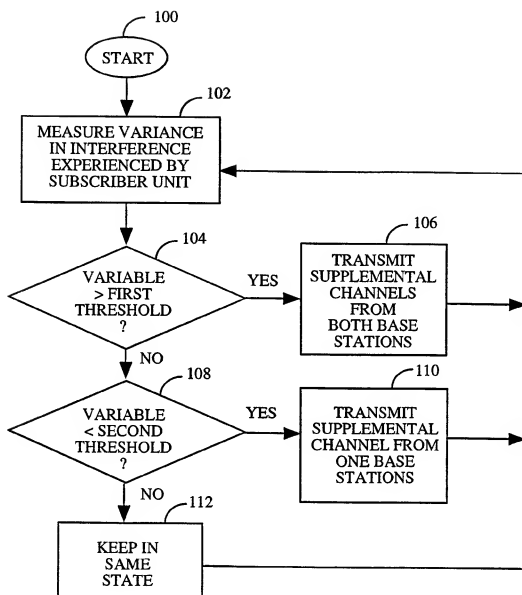 100
START
102
MEASURE VARIANCE
IN INTERFERENCE
EXPERIENCED BY
SUBSCRIBER UNIT
104
VARIABLE
> FIRST
THRESHOLD
?
YES
NO
106
TRANSMIT
SUPPLEMENTAL
CHANNELS
FROM
BOTH BASE
STATIONS
108
VARIABLE
< SECOND
THRESHOLD
?
YES
NO
110
TRANSMIT
SUPPLEMENTAL
CHANNEL FROM
ONE BASE
STATIONS
112
KEEP IN
SAME
STATE